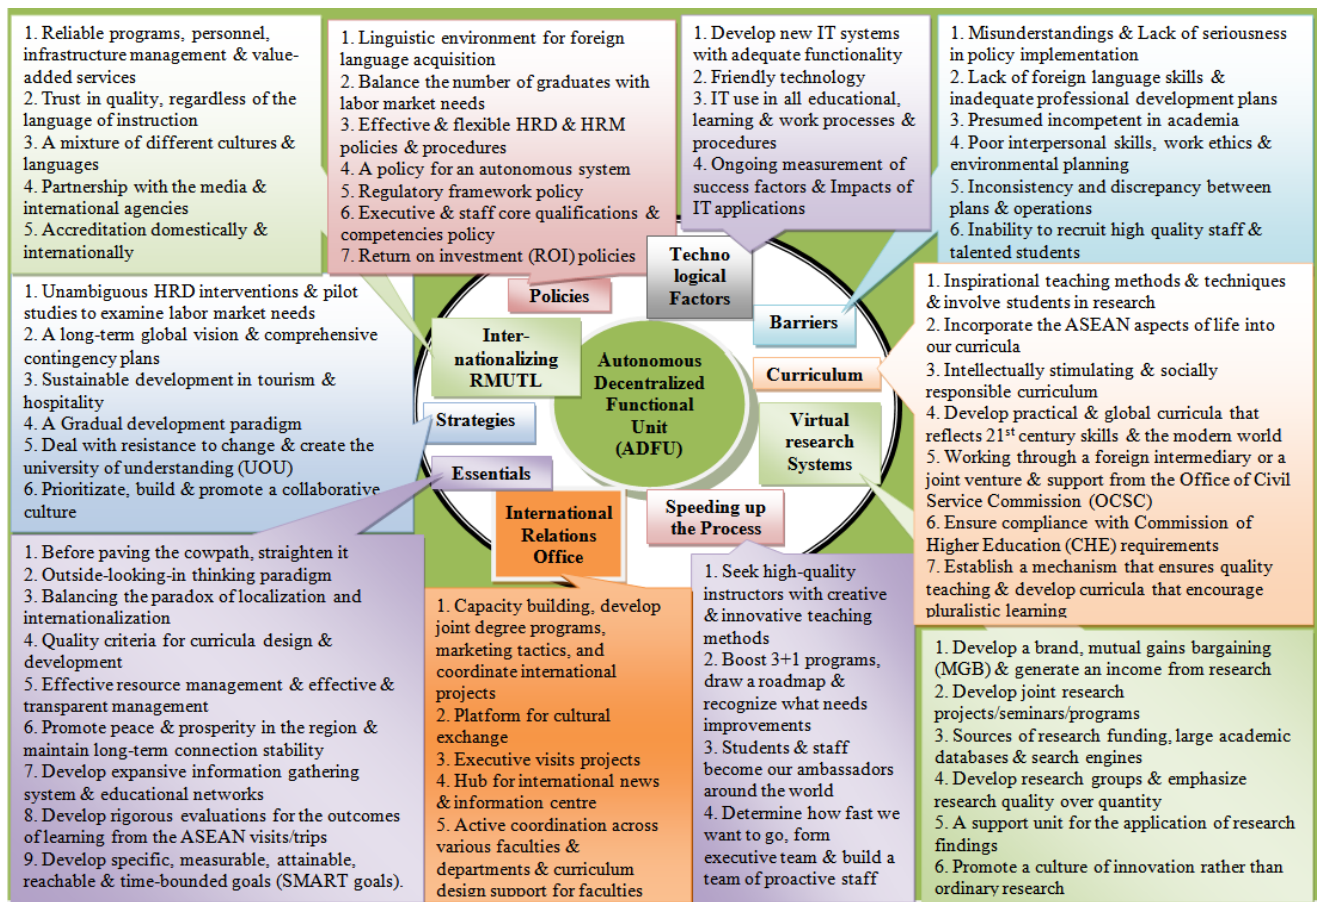 1. Reliable programs, personnel,
infrastructure management & value-
added services
2. Trust in quality, regardless of the
language of instruction
3. A mixture of different cultures &
languages
4. Partnership with the media &
international agencies
5. Accreditation domestically &
internationally
1. Linguistic environment for foreign
language acquisition
2. Balance the number of graduates with
labor market needs
3. Effective & flexible HRD & HRM
policies & procedures
4. A policy for an autonomous system
5. Regulatory framework policy
6. Executive & staff core qualifications &
competencies policy
7. Return on investment (ROI) policies
1. Develop new IT systems
with adequate functionality
2. Friendly technology
3. IT use in all educational,
learning & work processes &
procedures
4. Ongoing measurement of
success factors & Impacts of
IT applications
1. Misunderstandings & Lack of seriousness
in policy implementation
2. Lack of foreign language skills &
inadequate professional development plans
3. Presumed incompetent in academia
4. Poor interpersonal skills, work ethics &
environmental planning
5. Inconsistency and discrepancy between
plans & operations
6. Inability to recruit high quality staff &
talented students
1. Unambiguous HRD interventions & pilot
studies to examine labor market needs
2. A long-term global vision & comprehensive
contingency plans
3. Sustainable development in tourism &
hospitality
4. A Gradual development paradigm
5. Deal with resistance to change & create the
university of understanding (UOU)
6. Prioritizate, build & promote a collaborative
culture
Policies
Techno
logical
Factors
Barriers
Inter-
nationalizing
RMUTL
Autonomous
Decentralized
Functional
Unit
(ADFU)
Curriculum
Strategies
Virtual
research
Systems
Essentials
International
Relations
Office
Speeding up
the Process
1. Inspirational teaching methods & techniques
& involve students in research
2. Incorporate the ASEAN aspects of life into
our curricula
3. Intellectually stimulating & socially
responsible curriculum
4. Develop practical & global curricula that
reflects 21st century skills & the modern world
5. Working through a foreign intermediary or a
joint venture & support from the Office of Civil
Service Commission (OCSC)
6. Ensure compliance with Commission of
Higher Education (CHE) requirements
7. Establish a mechanism that ensures quality
teaching & develop curricula that encourage
pluralistic learning
1. Before paving the cowpath, straighten it
2. Outside-looking-in thinking paradigm
3. Balancing the paradox of localization and
internationalization
4. Quality criteria for curricula design &
development
5. Effective resource management & effective &
transparent management
6. Promote peace & prosperity in the region &
maintain long-term connection stability
7. Develop expansive information gathering
system & educational networks
8. Develop rigorous evaluations for the outcomes
of learning from the ASEAN visits/trips
9. Develop specific, measurable, attainable,
reachable & time-bounded goals (SMART goals).
1. Capacity building, develop
joint degree programs,
marketing tactics, and
coordinate international
projects
2. Platform for cultural
exchange
3. Executive visits projects
4. Hub for international news
& information centre
5. Active coordination across
various faculties &
departments & curriculum
design support for faculties
1. Seek high-quality
instructors with creative
& innovative teaching
methods
2. Boost 3+1 programs,
draw a roadmap &
recognize what needs
improvements
3. Students & staff
become our ambassadors
around the world
4. Determine how fast we
want to go, form
executive team & build a
team of proactive staff
1. Develop a brand, mutual gains bargaining
(MGB) & generate an income from research
2. Develop joint research
projects/seminars/programs
3. Sources of research funding, large academic
databases & search engines
4. Develop research groups & emphasize
research quality over quantity
5. A support unit for the application of research
findings
6. Promote a culture of innovation rather than
ordinary research